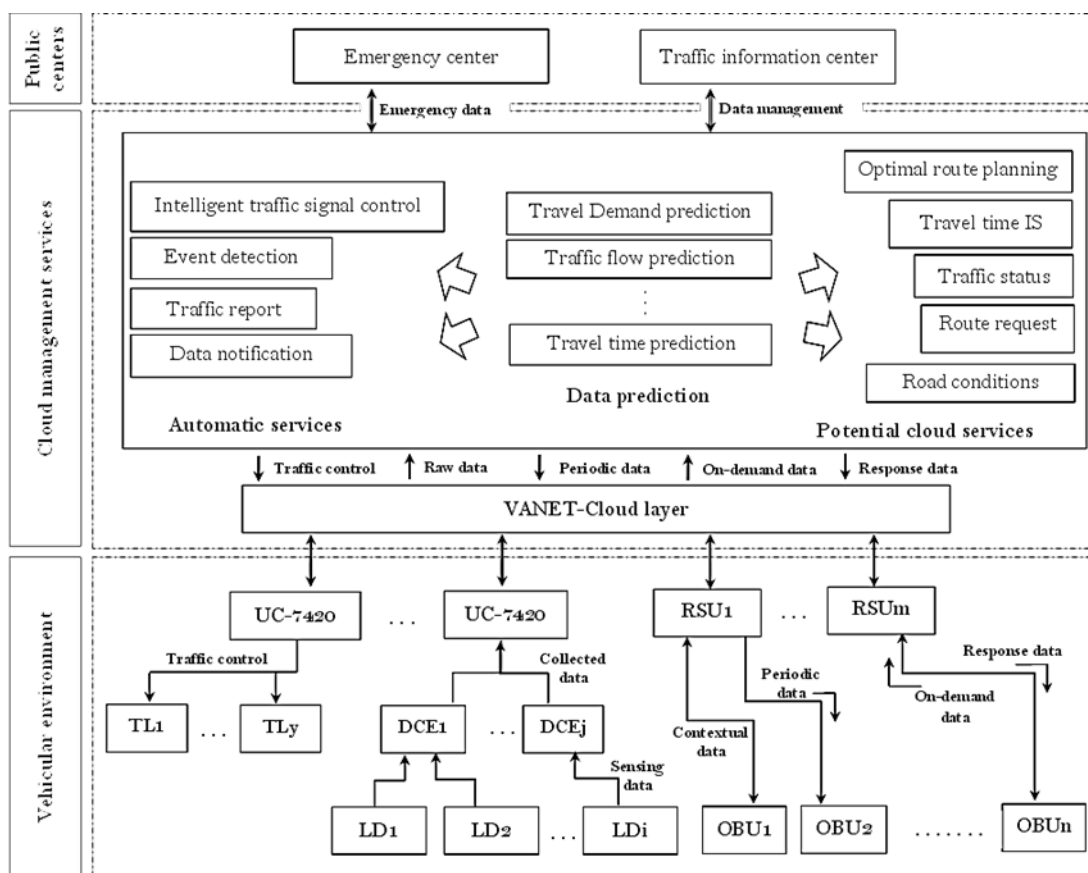 Public
centers
Emergency center
Traffic information center
Emergency data
Data management
Cloud management services
Intelligent traffic signal control
Event detection
Traffic report
Data notification
Automatic services
Travel Demand prediction
Traffic flow prediction
⋮
Travel time prediction
Data prediction
Optimal route planning
Travel time IS
Traffic status
Route request
Road conditions
Potential cloud services
Traffic control
Raw data
Periodic data
On-demand data
Response data
VANET-Cloud layer
Vehicular environment
UC-7420
...
UC-7420
RSU1
...
RSUm
Traffic control
Collected
data
Periodic
data
Response data
On-demand
data
TL1
...
TLy
DCE1
...
DCEj
Contextual
data
Sensing
data
LD1
LD2
...
LDi
OBU1
OBU2
.......
OBUn